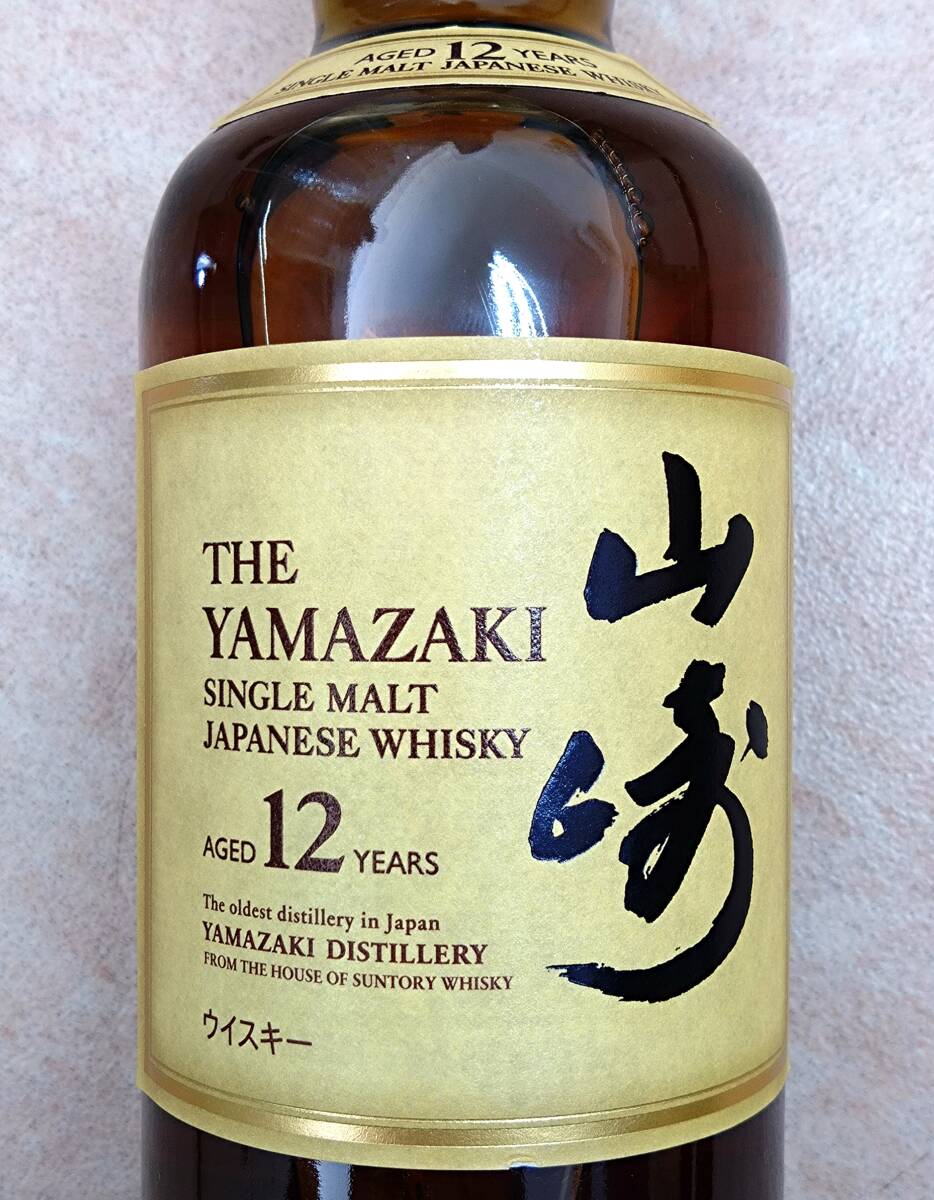 AGED 12 YEARS
SINGLE MALT JAPANESE WHISKY
THE
YAMAZAKI
SINGLE MALT
JAPANESE WHISKY
AGED 12 YEARS
The oldest distillery in Japan
YAMAZAKI DISTILLERY
FROM THE HOUSE OF SUNTORY WHISKY
ウイスキー
山崎